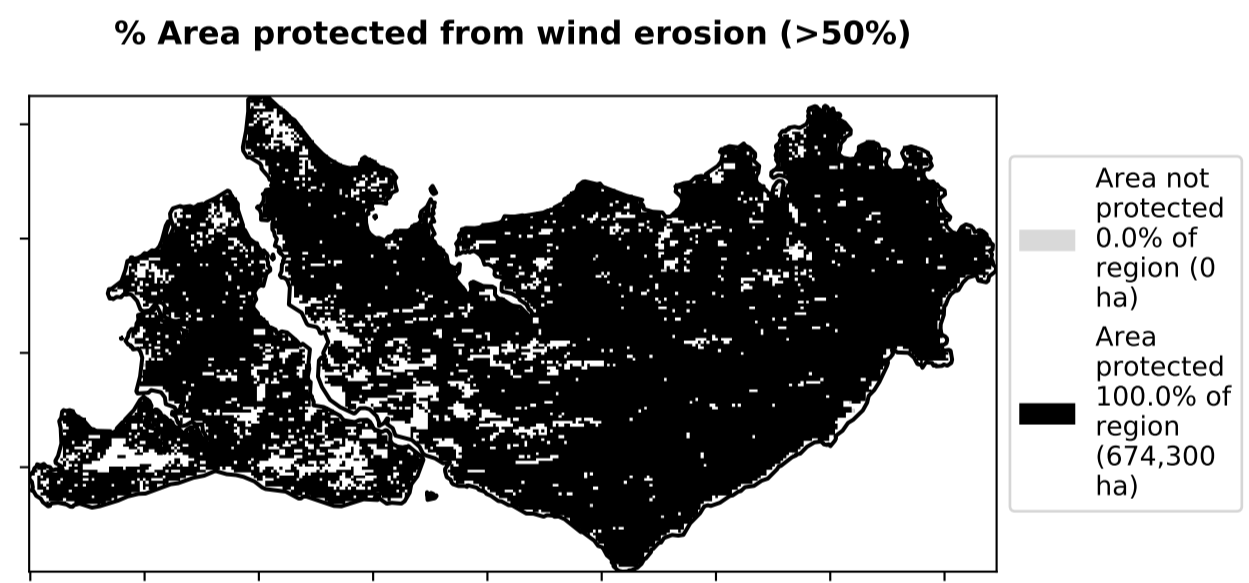 % Area protected from wind erosion (>50%)
Area not
protected
0.0% of
region (0
ha)
Area
protected
100.0% of
region
(674,300
ha)